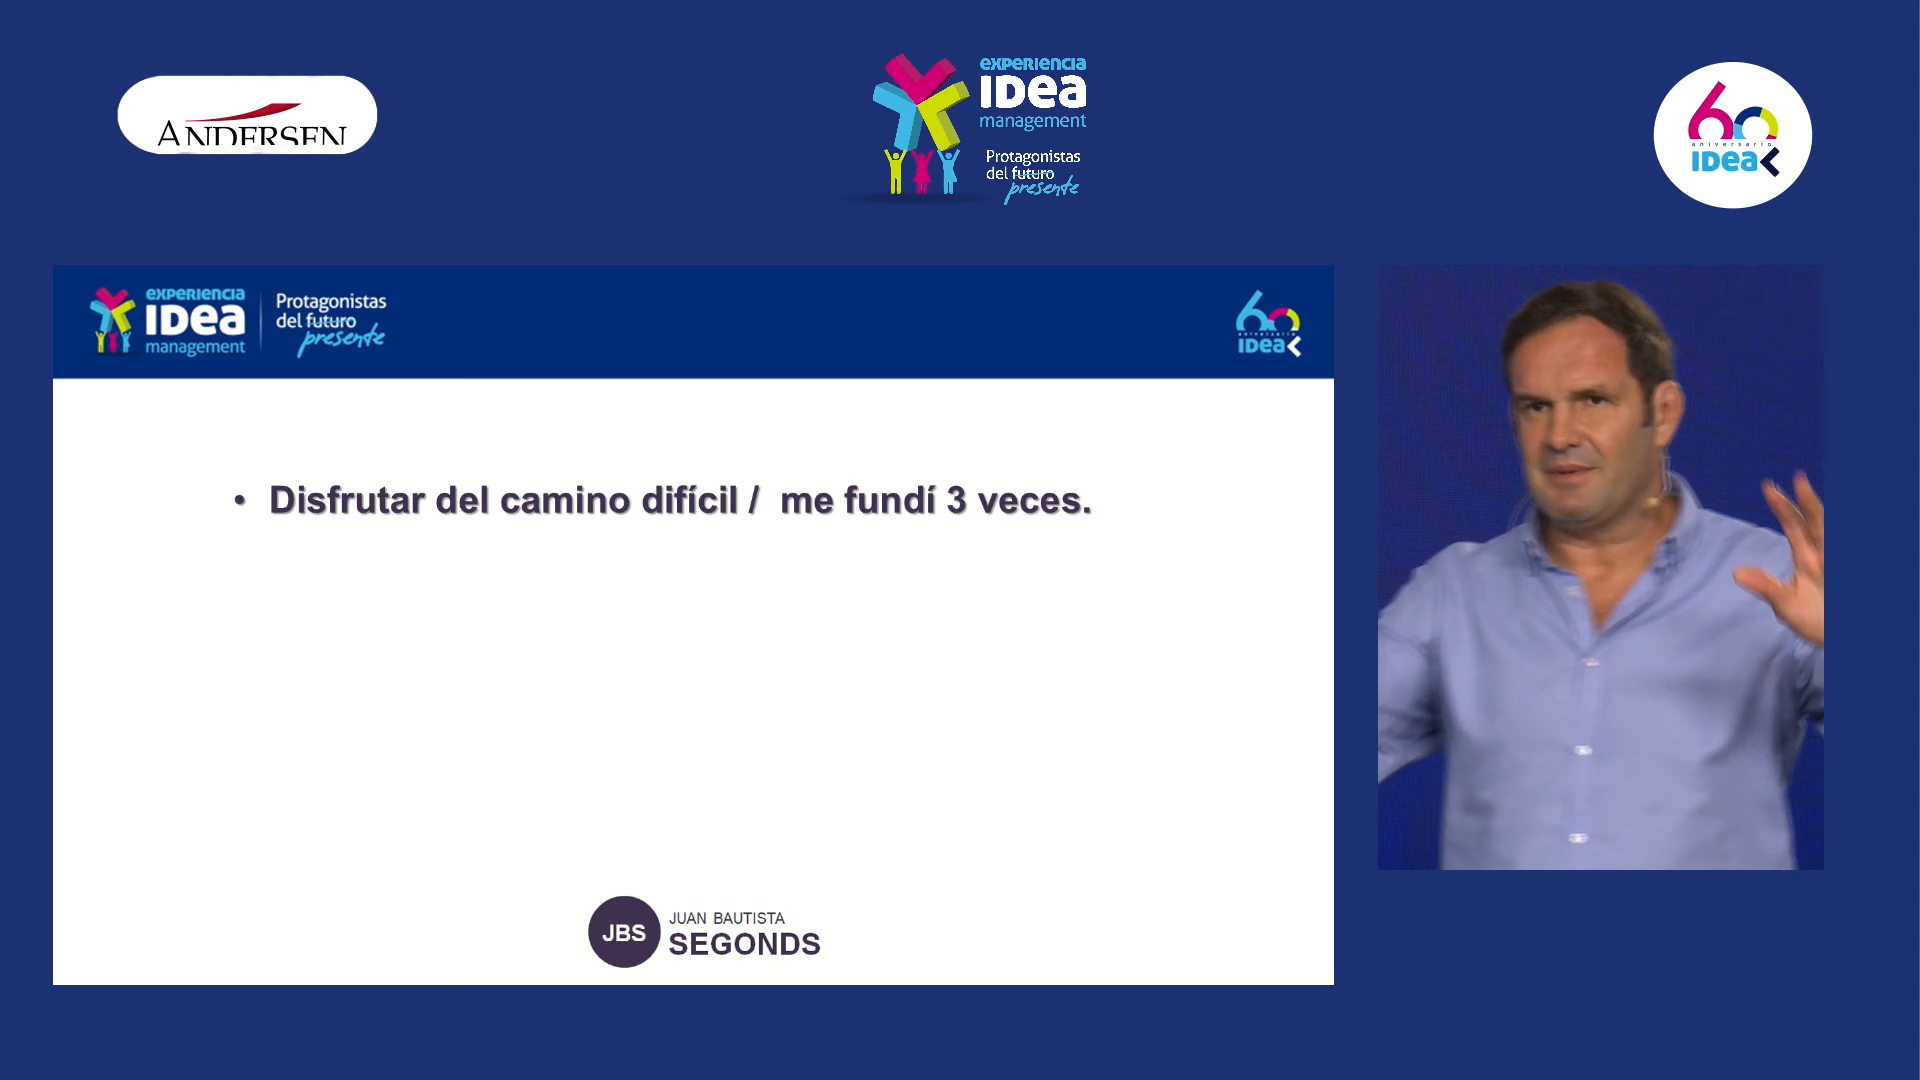 ANDERSEN
experiencia
IDea
management
Protagonistas
del futuro
presente
60
aniversario
IDea
experiencia
IDea
management
Protagonistas
del futuro
presente
60
aniversario
IDea
• Disfrutar del camino difícil / me fundí 3 veces.
JBS
JUAN BAUTISTA
SEGONDS